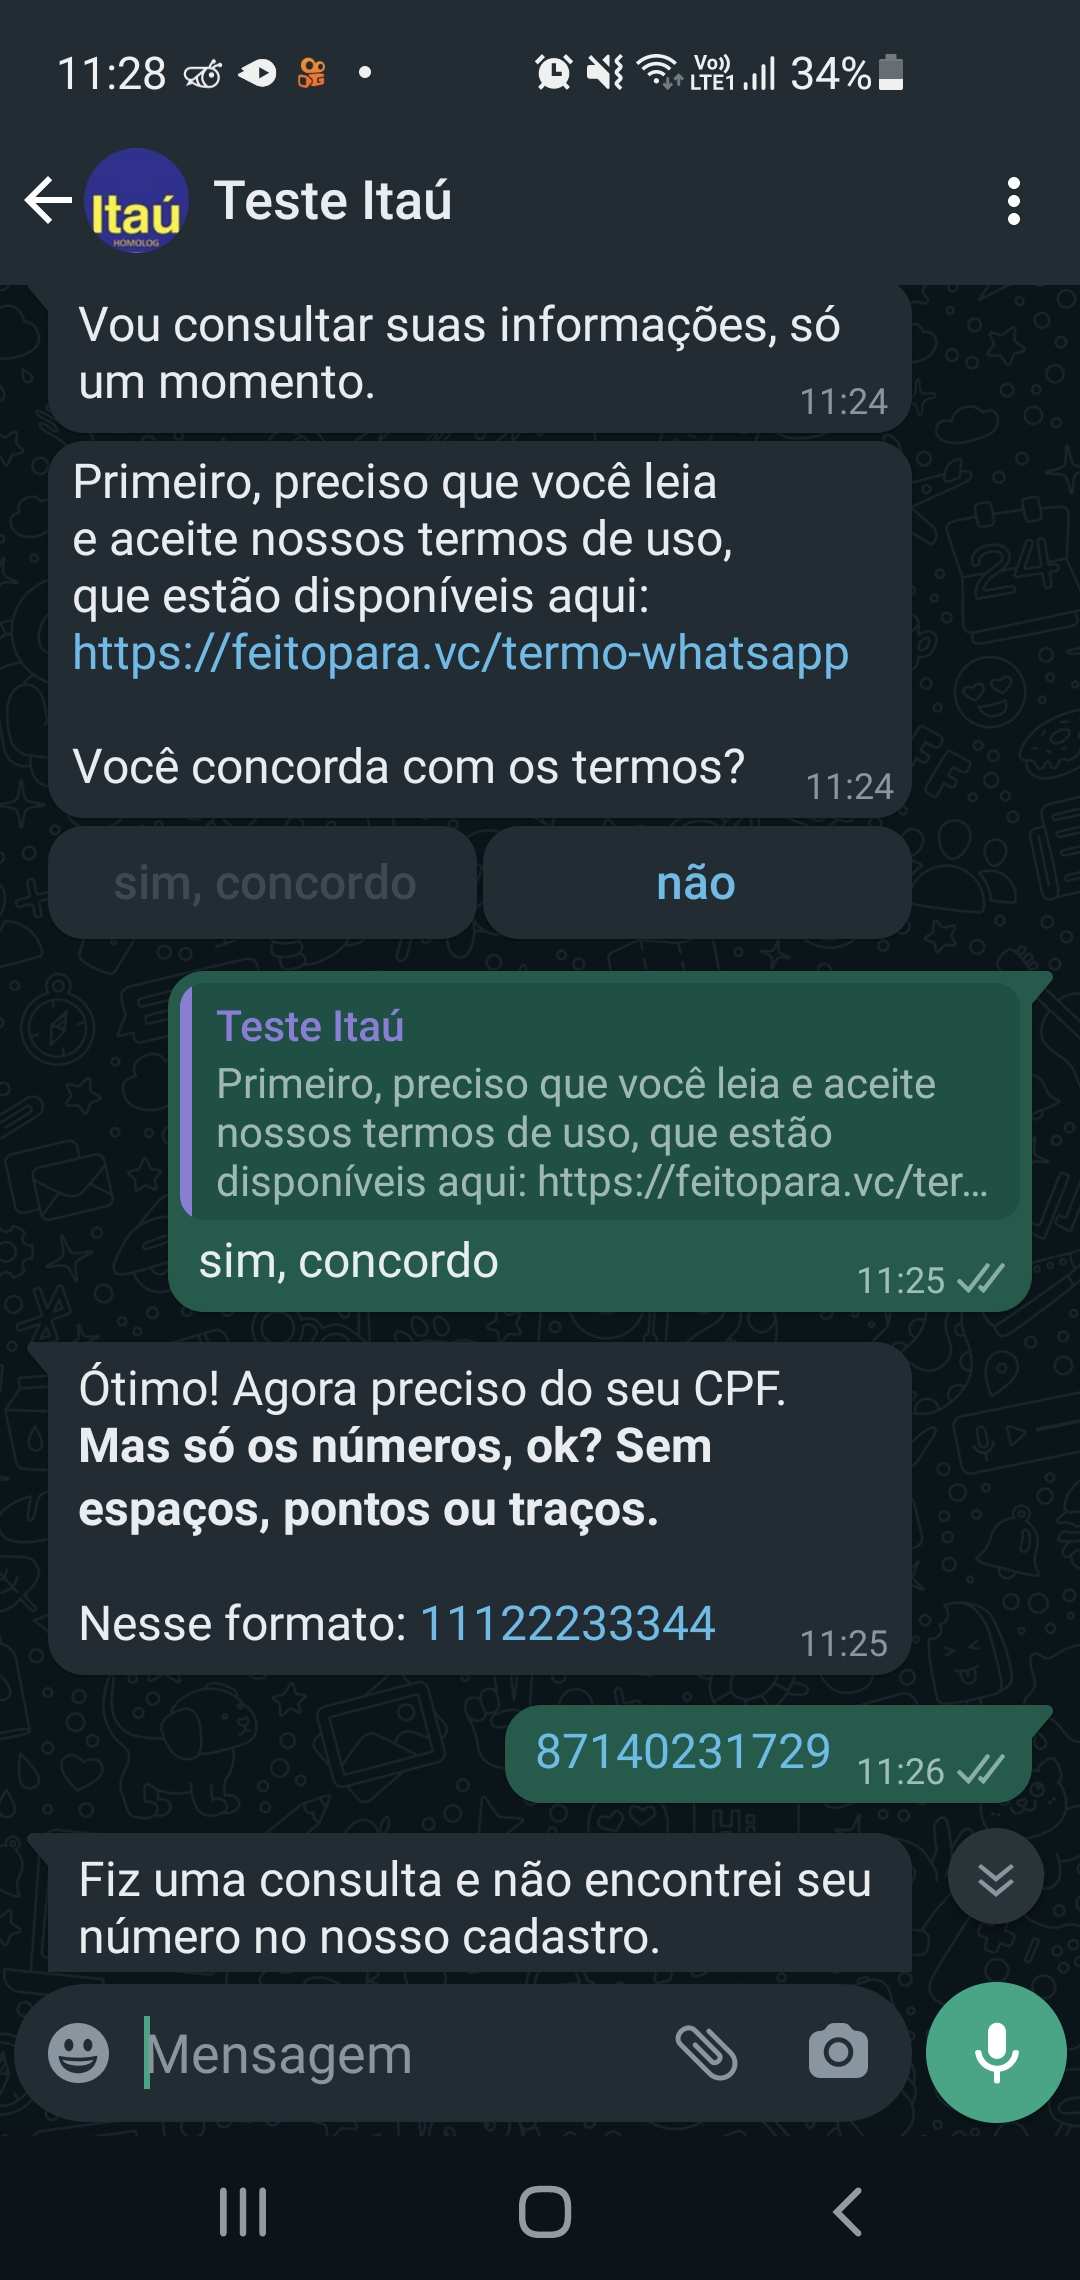 11:28
Vo))
LTE1
34%
Itaú
HOMOLOG
Teste Itaú
Vou consultar suas informações, só
um momento.
11:24
Primeiro, preciso que você leia
e aceite nossos termos de uso,
que estão disponíveis aqui:
https://feitopara.vc/termo-whatsapp
Você concorda com os termos?
11:24
sim, concordo
não
Teste Itaú
Primeiro, preciso que você leia e aceite
nossos termos de uso, que estão
disponíveis aqui: https://feitopara.vc/ter...
sim, concordo
11:25
Ótimo! Agora preciso do seu CPF.
Mas só os números, ok? Sem
espaços, pontos ou traços.
Nesse formato: 11122233344
11:25
87140231729
11:26
Fiz uma consulta e não encontrei seu
número no nosso cadastro.
Mensagem